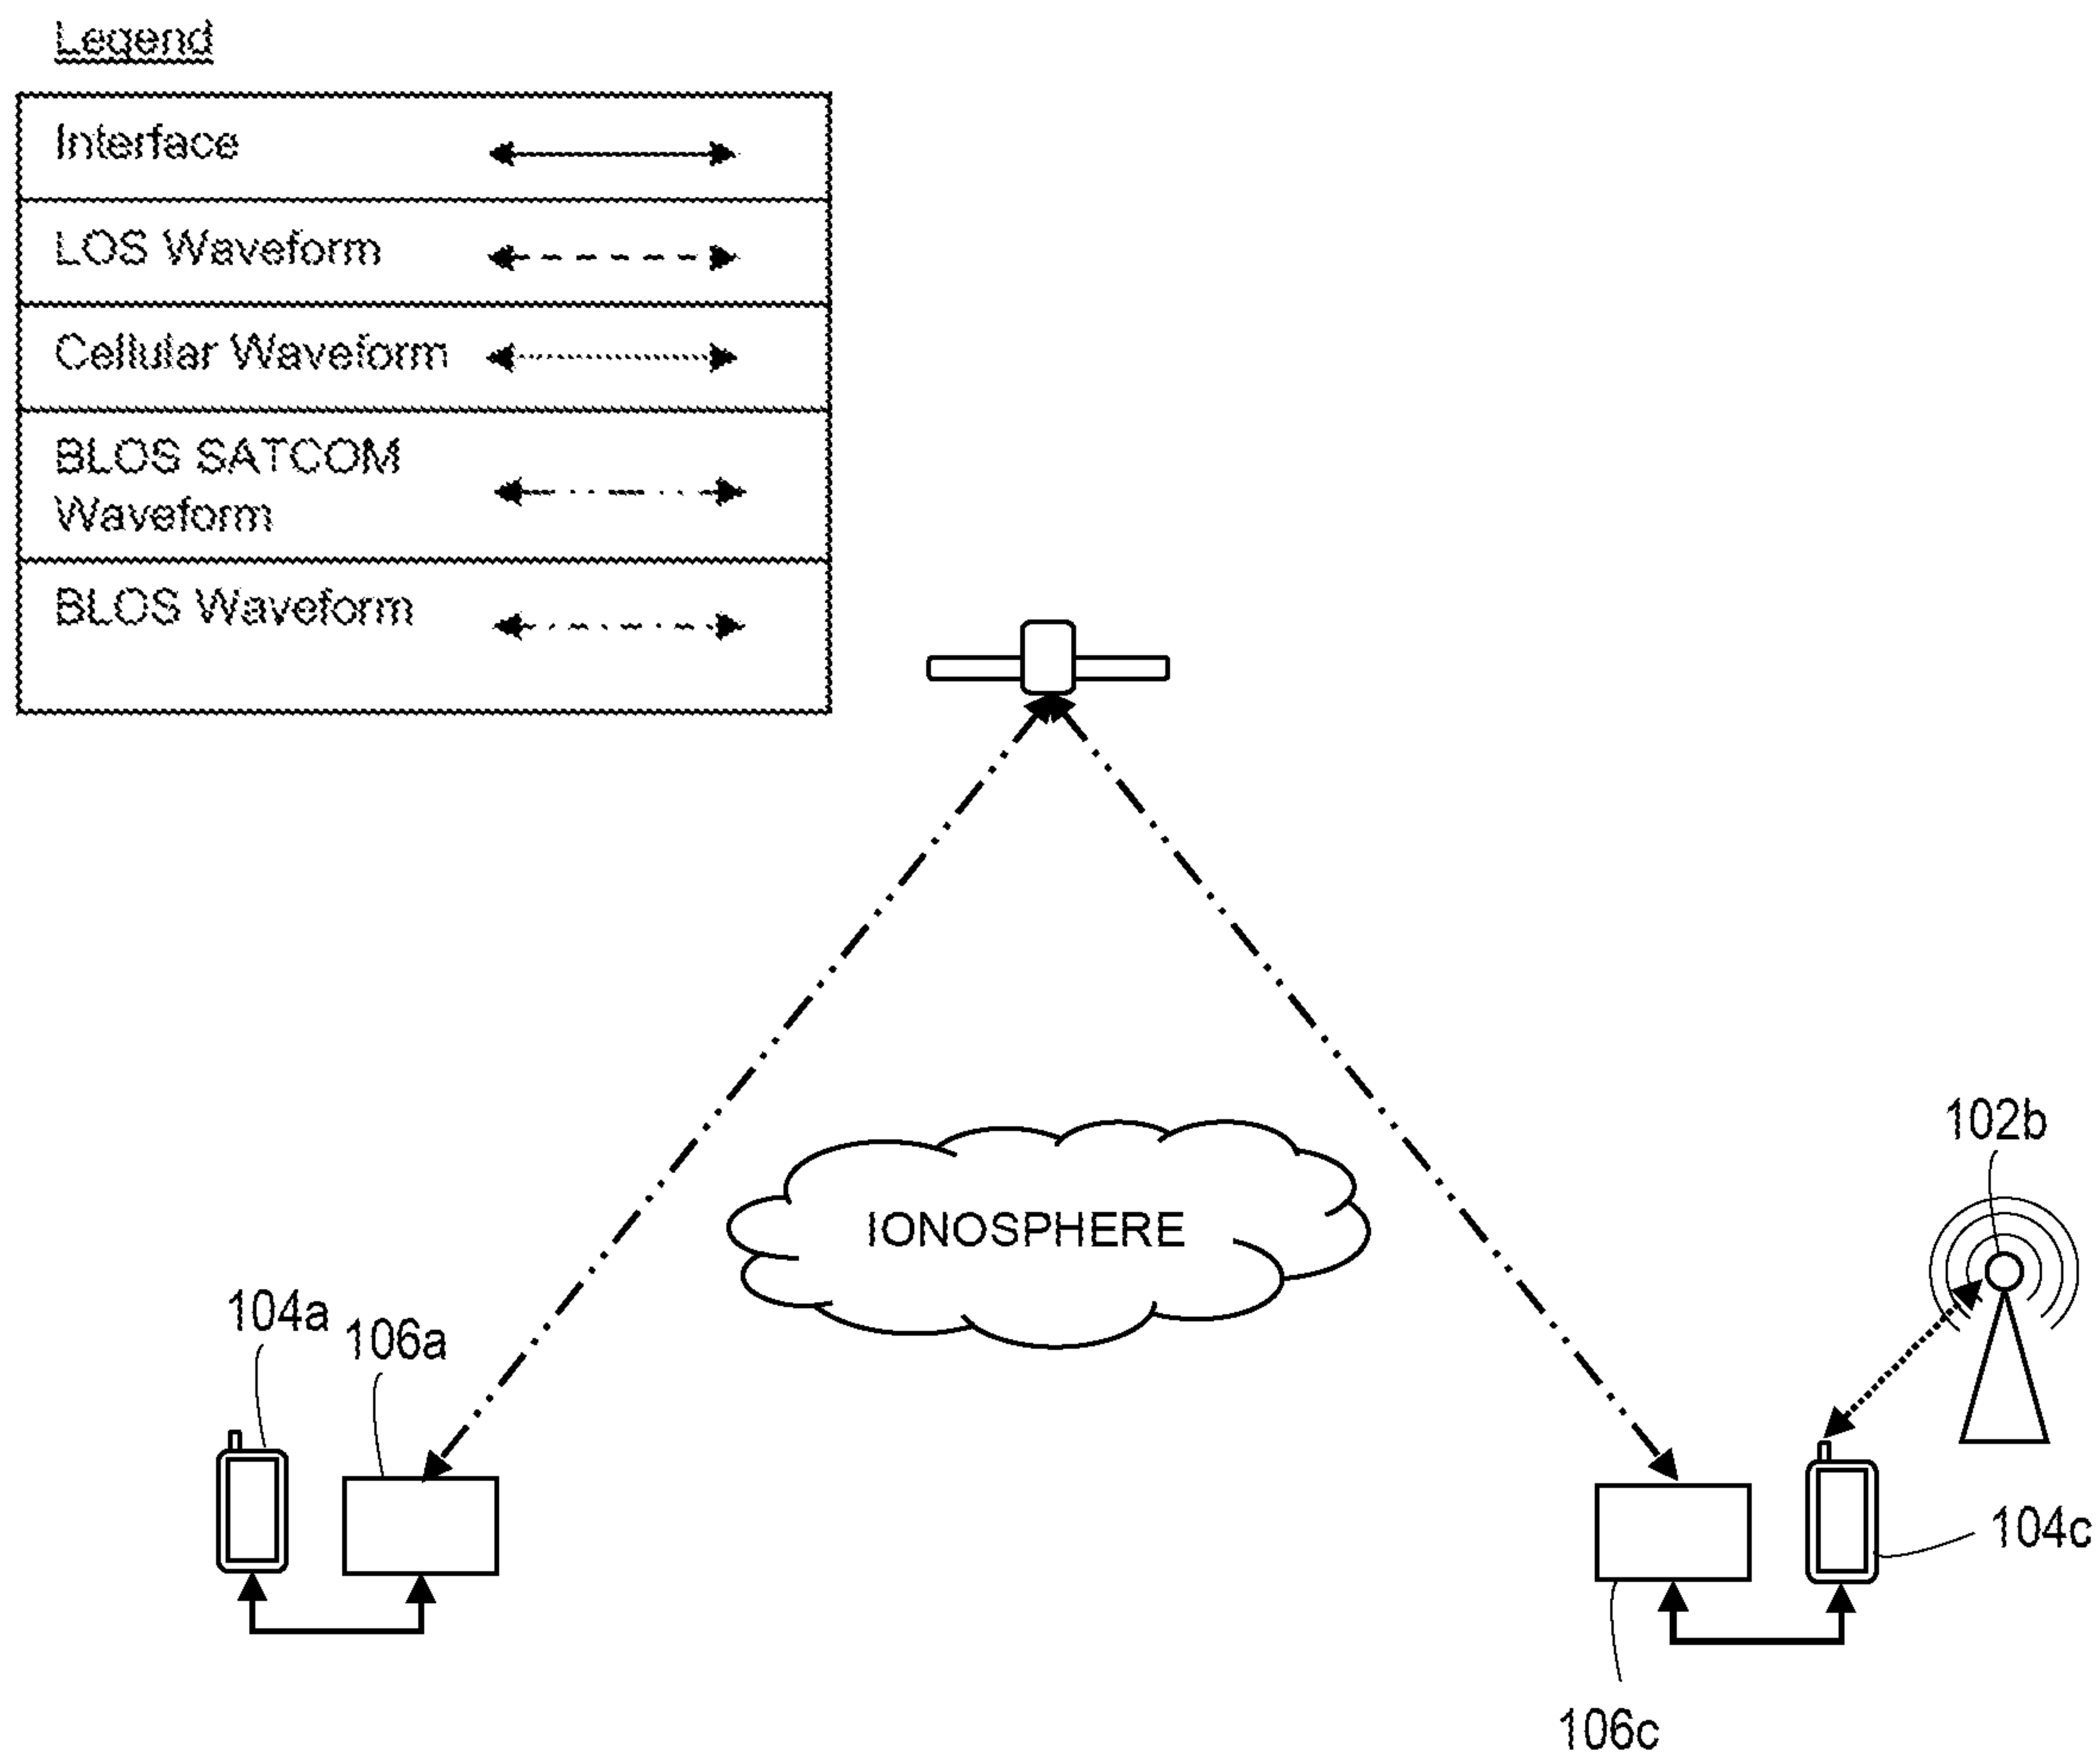 Legend
Interface
LOS Waveform
Cellular Waveform
BLOS SATCOM
Waveform
BLOS Waveform
102b
IONOSPHERE
104a
106a
104c
106c